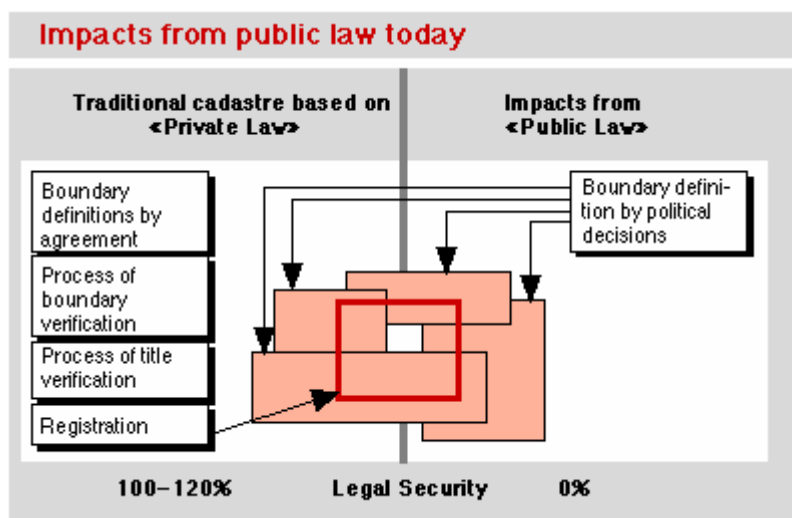 Impacts from public law today
Traditional cadastre based on
«Private Law»
Impacts from
«Public Law»
Boundary
definitions by
agreement
Process of
boundary
verification
Process of title
verification
Registration
Boundary defini-
tion by political
decisions
100–120%
Legal Security
0%